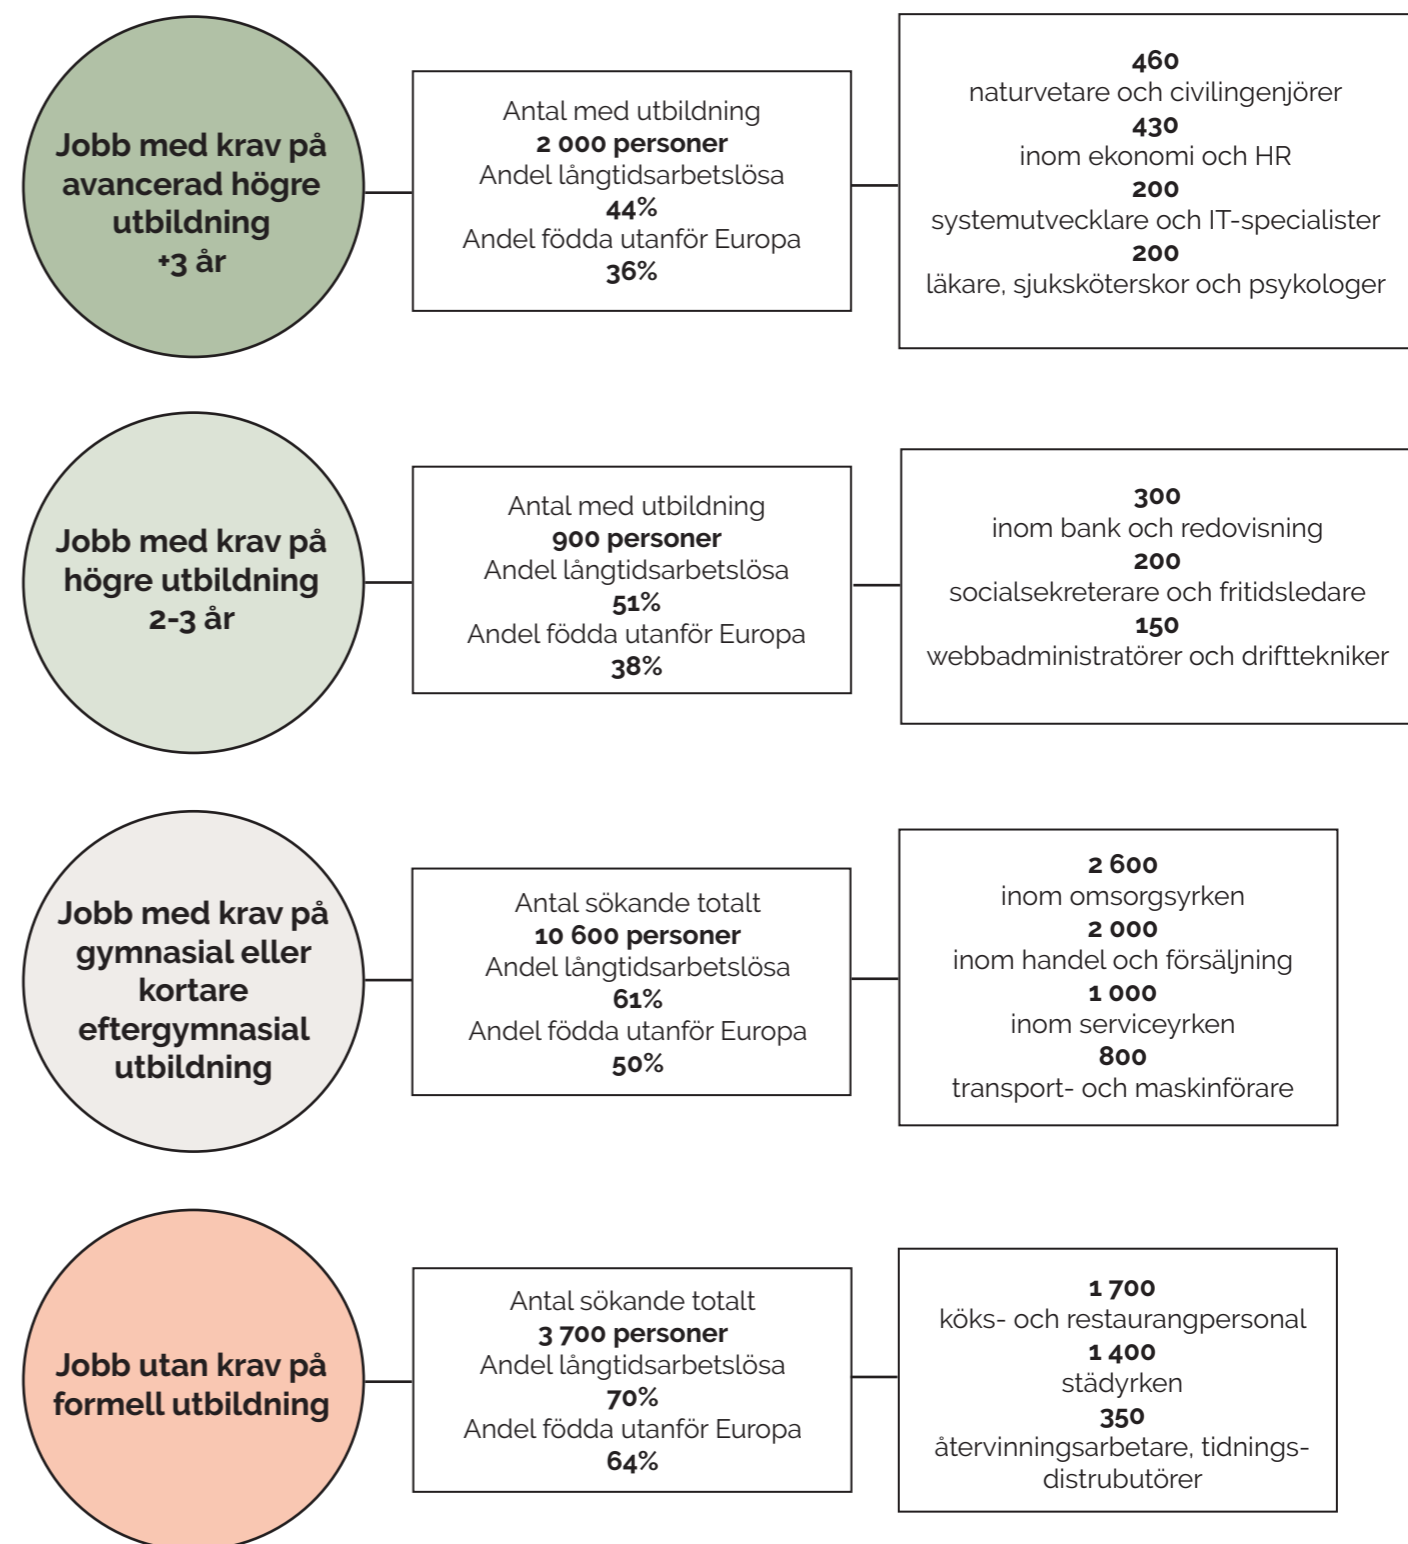 Jobb med krav på
avancerad högre
utbildning
+3 år
Antal med utbildning
2 000 personer
Andel långtidsarbetslösa
44%
Andel födda utanför Europa
36%
460
naturvetare och civilingenjörer
430
inom ekonomi och HR
200
systemutvecklare och IT-specialister
200
läkare, sjuksköterskor och psykologer
Jobb med krav på
högre utbildning
2-3 år
Antal med utbildning
900 personer
Andel långtidsarbetslösa
51%
Andel födda utanför Europa
38%
300
inom bank och redovisning
200
socialsekreterare och fritidsledare
150
webbadministratörer och drifttekniker
Jobb med krav på
gymnasial eller
kortare
eftergymnasial
utbildning
Antal sökande totalt
10 600 personer
Andel långtidsarbetslösa
61%
Andel födda utanför Europa
50%
2 600
inom omsorgsyrken
2 000
inom handel och försäljning
1 000
inom serviceyrken
800
transport- och maskinförare
Jobb utan krav på
formell utbildning
Antal sökande totalt
3 700 personer
Andel långtidsarbetslösa
70%
Andel födda utanför Europa
64%
1 700
köks- och restaurangpersonal
1 400
städyrken
350
återvinningsarbetare, tidnings-
distrubutörer